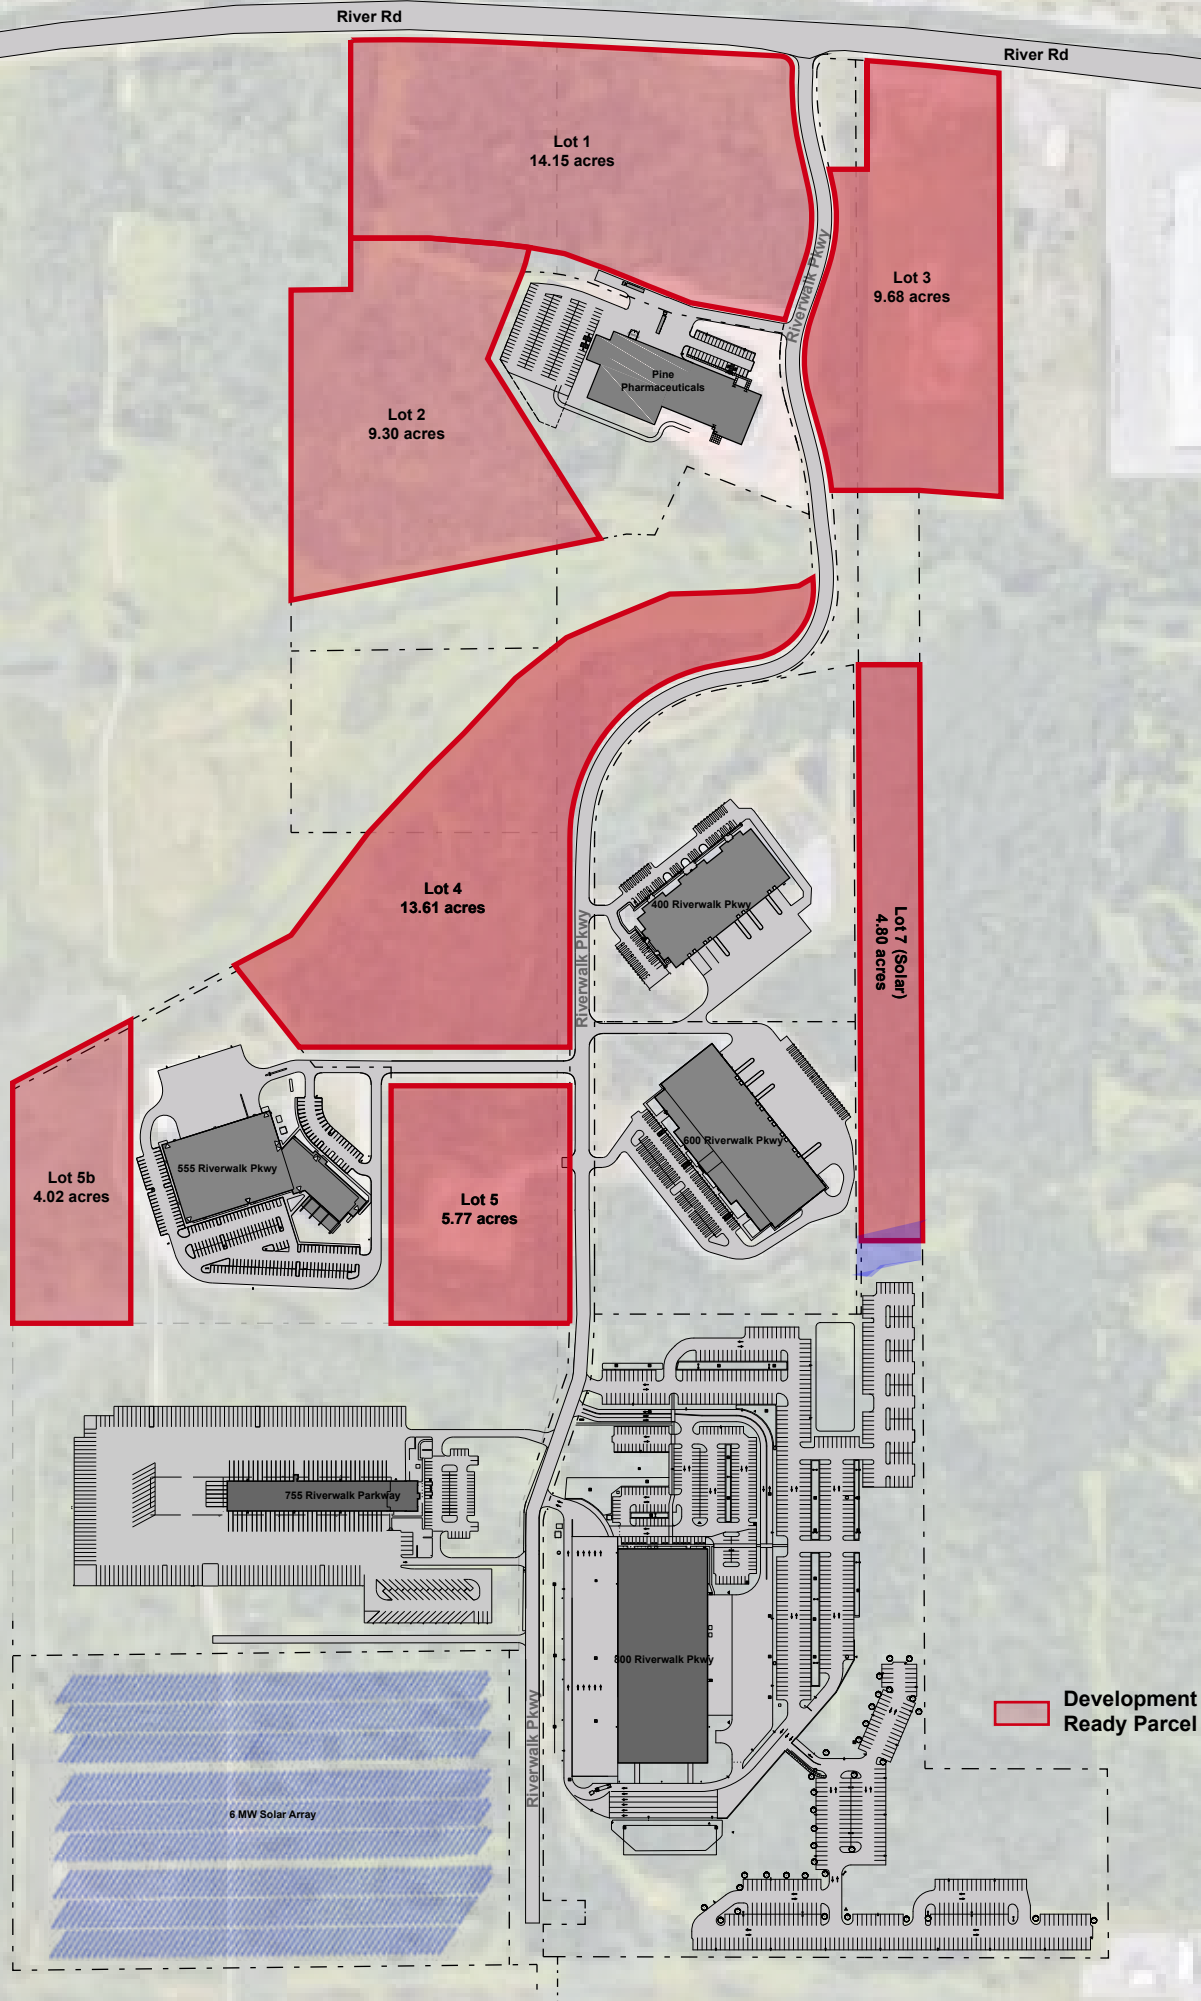 River Rd
River Rd
Lot 1
14.15 acres
Riverwalk Pkwy
Lot 3
9.68 acres
Pine
Pharmaceuticals
Lot 2
9.30 acres
Lot 4
13.61 acres
400 Riverwalk Pkwy
Riverwalk Pkwy
Lot 7 (Solar)
4.80 acres
600 Riverwalk Pkwy
555 Riverwalk Pkwy
Lot 5b
4.02 acres
Lot 5
5.77 acres
755 Riverwalk Parkway
800 Riverwalk Pkwy
Riverwalk Pkwy
Development
Ready Parcel
6 MW Solar Array